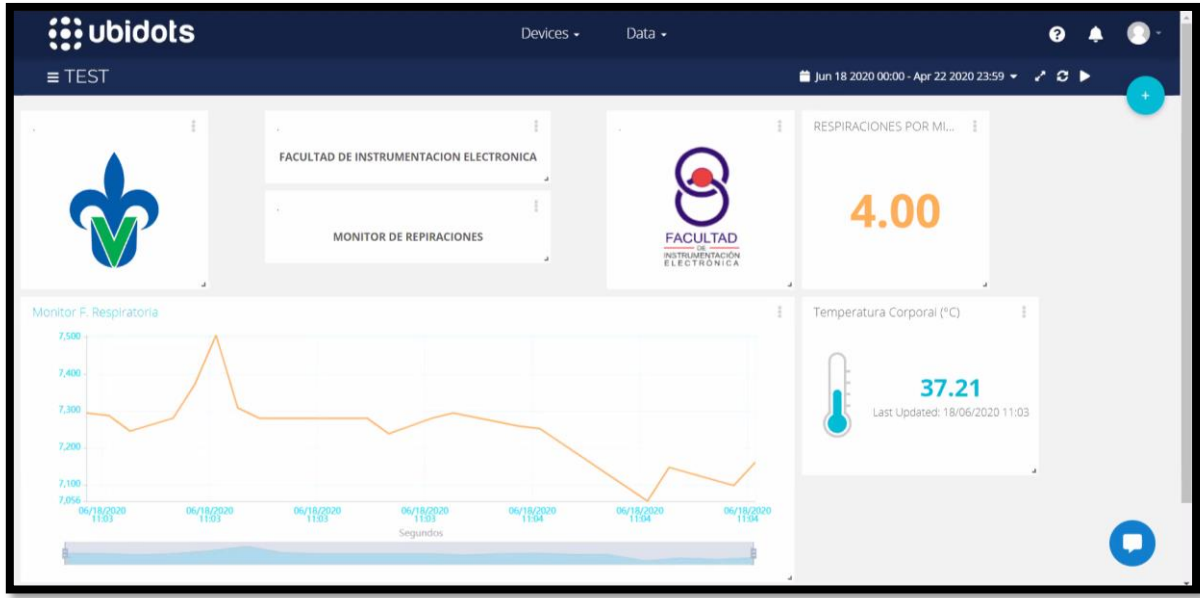 ubidots
Devices
Data
TEST
Jun 18 2020 00:00 - Apr 22 2020 23:59
+
.
.
FACULTAD DE INSTRUMENTACION ELECTRONICA
.
MONITOR DE REPIRACIONES
.
FACULTAD
DE
INSTRUMENTACIÓN
ELECTRÓNICA
RESPIRACIONES POR MI...
4.00
Monitor F. Respiratoria
7,500
7,400
7,300
7,200
7,100
7,056
06/18/2020
11:03
06/18/2020
11:03
06/18/2020
11:03
06/18/2020
11:03
06/18/2020
11:04
06/18/2020
11:04
06/18/2020
11:04
Segundos
Temperatura Corporal (°C)
37.21
Last Updated: 18/06/2020 11:03